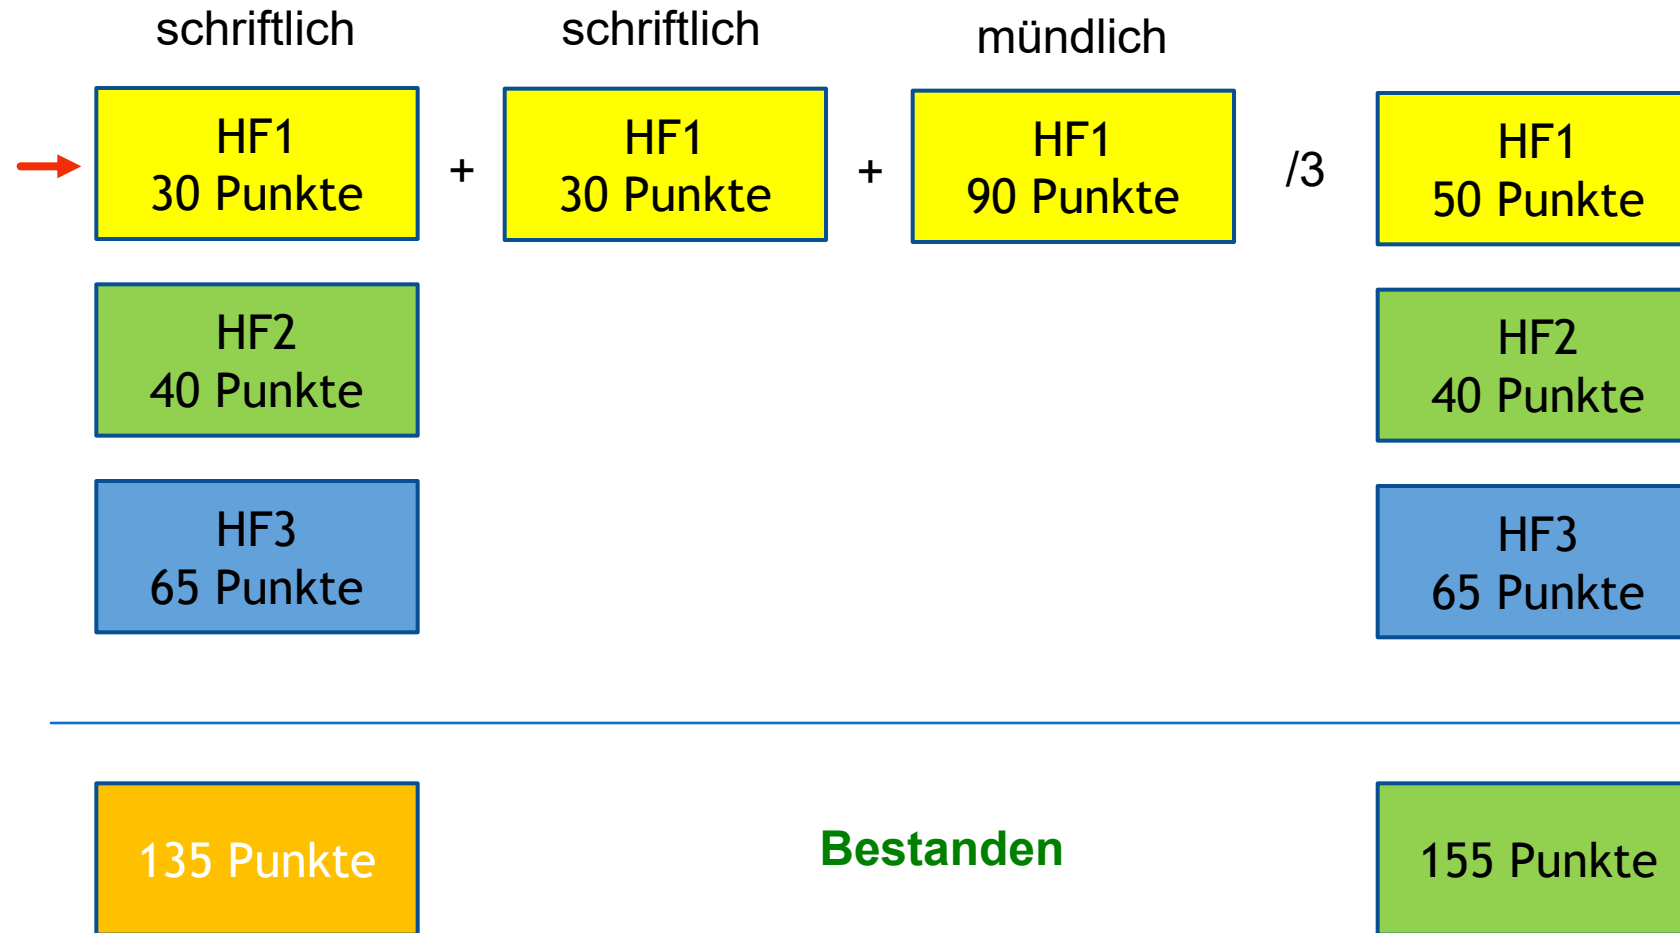 schriftlich
schriftlich
mündlich
HF1
30 Punkte
+
HF1
30 Punkte
+
HF1
90 Punkte
/3
HF1
50 Punkte
HF2
40 Punkte
HF2
40 Punkte
HF3
65 Punkte
HF3
65 Punkte
135 Punkte
Bestanden
155 Punkte